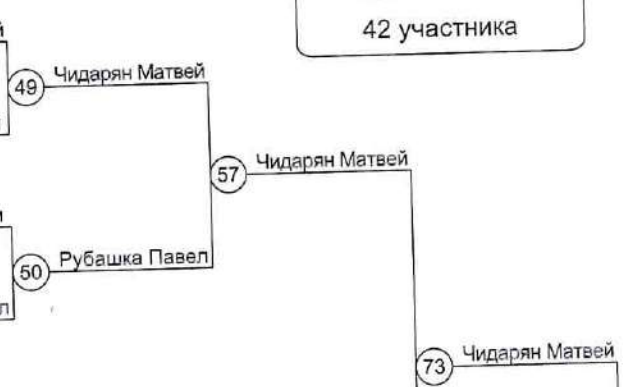 42 участника
Чидарян Матвей
49
57
Чидарян Матвей
50
Рубашка Павел
73
Чидарян Матвей